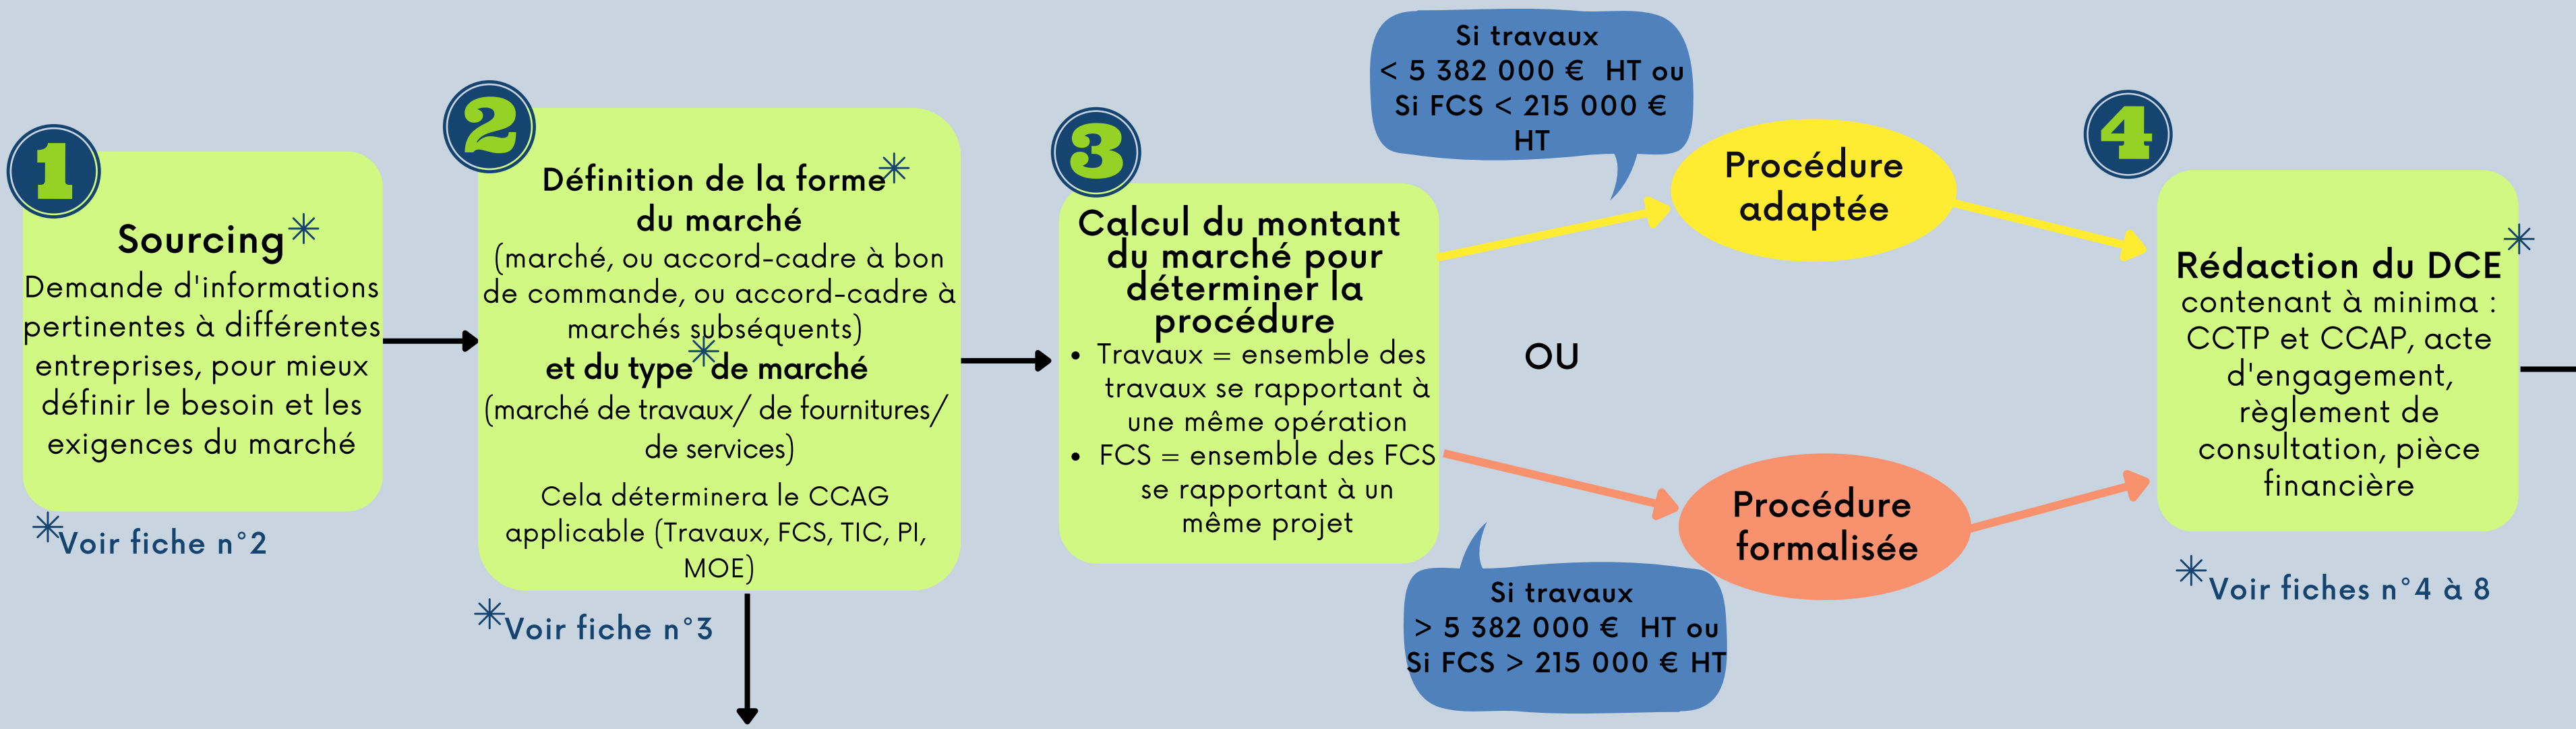 1
Sourcing
Demande d'informations
pertinentes à différentes
entreprises, pour mieux
définir le besoin et les
exigences du marché
Voir fiche n°2
2
Définition de la forme
du marché
(marché, ou accord-cadre à bon
de commande, ou accord-cadre à
marchés subséquents)
et du type de marché
(marché de travaux/ de fournitures/
de services)
Cela déterminera le CCAG
applicable (Travaux, FCS, TIC, PI,
MOE)
Voir fiche n°3
3
Calcul du montant
du marché pour
déterminer la
procédure
• Travaux = ensemble des
travaux se rapportant à
une même opération
• FCS = ensemble des FCS
se rapportant à un
même projet
Si travaux
< 5 382 000 € HT ou
Si FCS < 215 000 €
HT
Procédure
adaptée
OU
Procédure
formalisée
Si travaux
> 5 382 000 € HT ou
Si FCS > 215 000 € HT
4
Rédaction du DCE
contenant à minima :
CCTP et CCAP, acte
d'engagement,
règlement de
consultation, pièce
financière
Voir fiches n°4 à 8